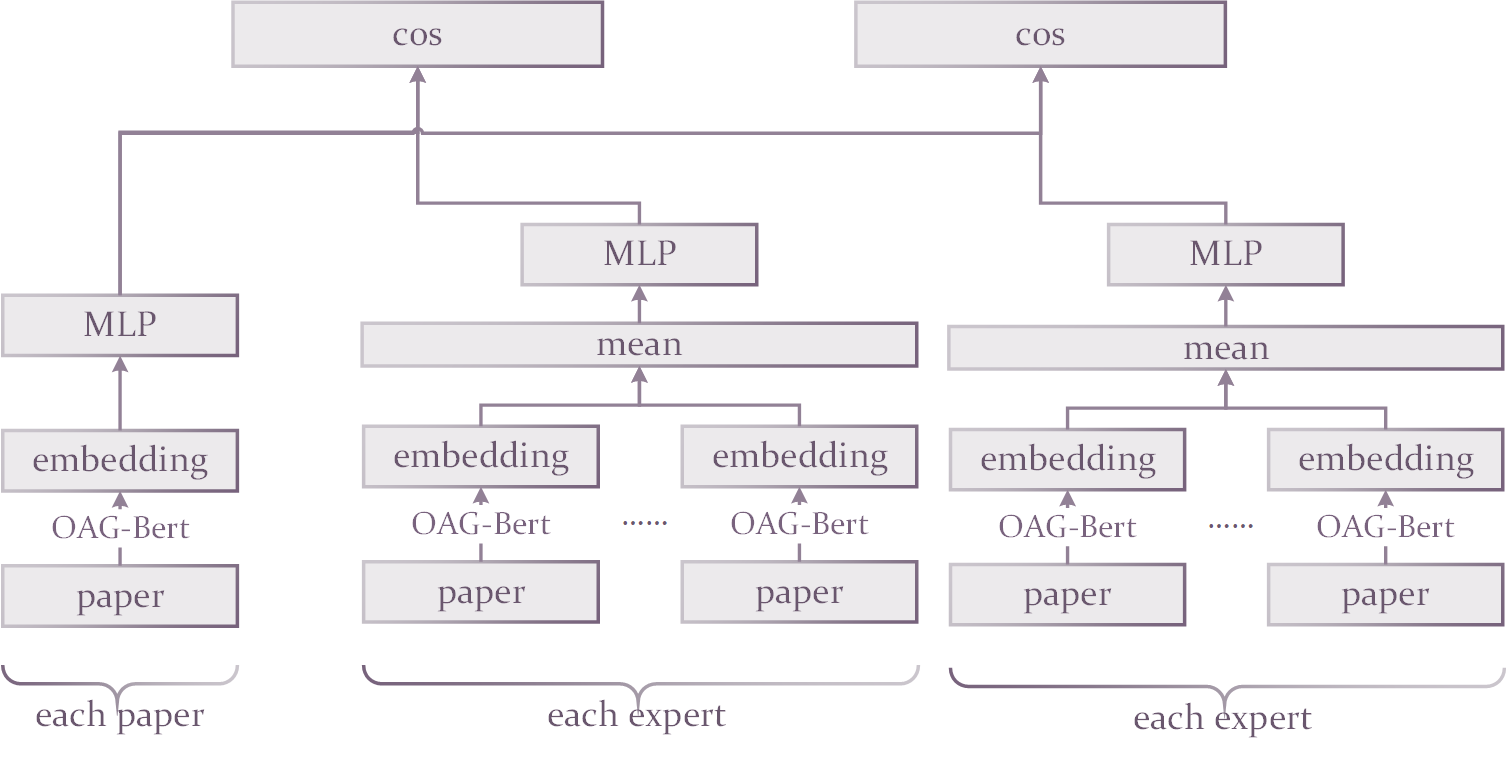 cos
cos
MLP
MLP
MLP
mean
mean
embedding
embedding
embedding
embedding
embedding
OAG-Bert
OAG-Bert
……
OAG-Bert
OAG-Bert
……
OAG-Bert
paper
paper
paper
paper
paper
each paper
each expert
each expert